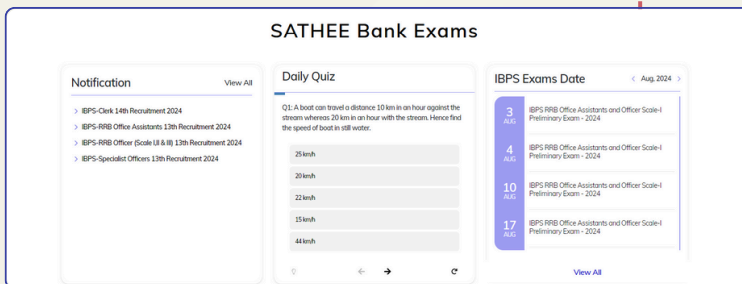 SATHEE Bank Exams
Notification
View All
> IBPS-Clerk 14th Recruitment 2024
> IBPS-RRB Office Assistants 13th Recruitment 2024
> IBPS-RRB Officer (Scale I,II & III) 13th Recruitment 2024
> IBPS-Specialist Officers 13th Recruitment 2024
Daily Quiz
Q1: A boat can travel a distance 10 km in an hour against the
stream whereas 20 km in an hour with the stream. Hence find
the speed of boat in still water.
25 km/h
20 km/h
22 km/h
15 km/h
44 km/h
IBPS Exams Date
< Aug, 2024 >
3
AUG
IBPS RRB Office Assistants and Officer Scale-I
Preliminary Exam - 2024
4
AUG
IBPS RRB Office Assistants and Officer Scale-I
Preliminary Exam - 2024
10
AUG
IBPS RRB Office Assistants and Officer Scale-I
Preliminary Exam - 2024
17
AUG
IBPS RRB Office Assistants and Officer Scale-I
Preliminary Exam - 2024
View All